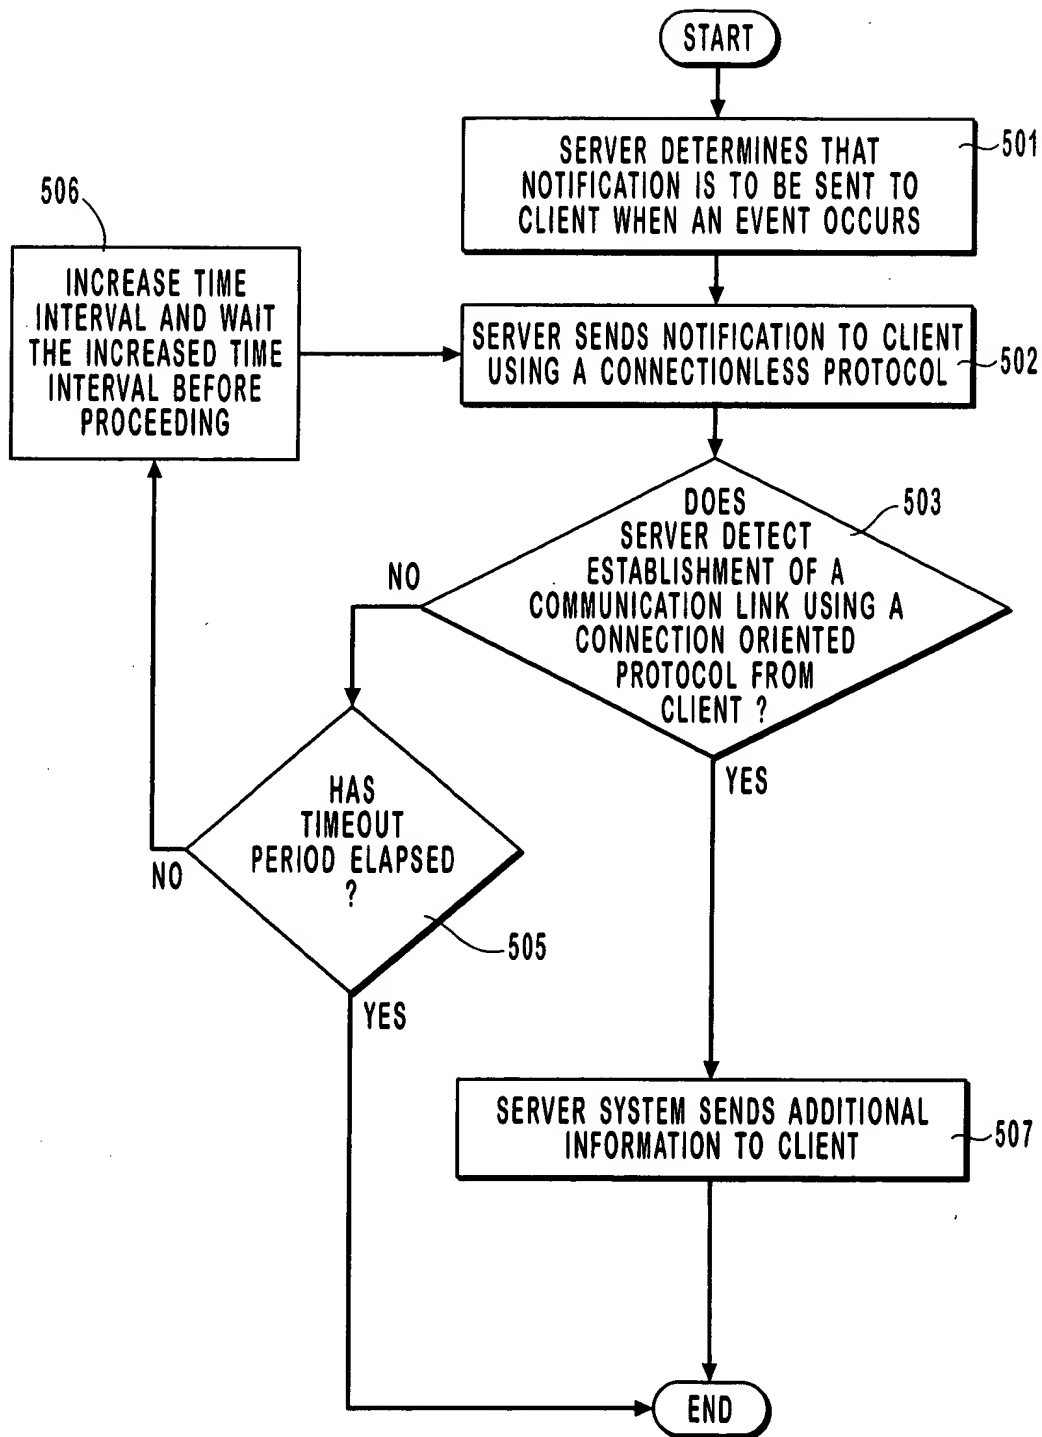 START
SERVER DETERMINES THAT
NOTIFICATION IS TO BE SENT TO
CLIENT WHEN AN EVENT OCCURS
501
506
INCREASE TIME
INTERVAL AND WAIT
THE INCREASED TIME
INTERVAL BEFORE
PROCEEDING
SERVER SENDS NOTIFICATION TO CLIENT
USING A CONNECTIONLESS PROTOCOL
502
DOES
SERVER DETECT
ESTABLISHMENT OF A
COMMUNICATION LINK USING A
CONNECTION ORIENTED
PROTOCOL FROM
CLIENT ?
503
NO
YES
HAS
TIMEOUT
PERIOD ELAPSED
?
505
NO
YES
SERVER SYSTEM SENDS ADDITIONAL
INFORMATION TO CLIENT
507
END